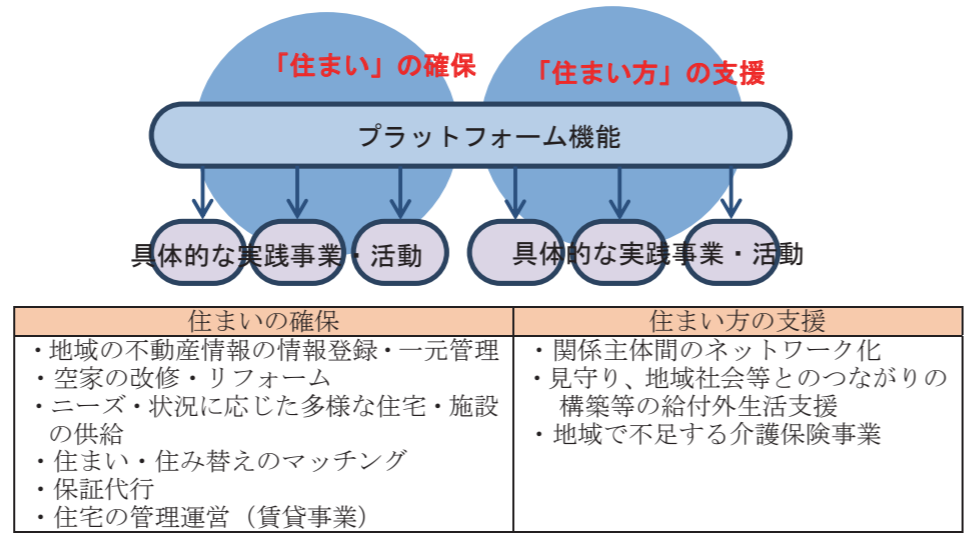 「住まい」の確保
「住まい方」の支援
プラットフォーム機能
具体的な実践事業・活動
具体的な実践事業・活動
住まいの確保
・地域の不動産情報の情報登録・一元管理
・空家の改修・リフォーム
・ニーズ・状況に応じた多様な住宅・施設
の供給
・住まい・住み替えのマッチング
・保証代行
・住宅の管理運営（賃貸事業）
住まい方の支援
・関係主体間のネットワーク化
・見守り、地域社会等とのつながりの
構築等の給付外生活支援
・地域で不足する介護保険事業